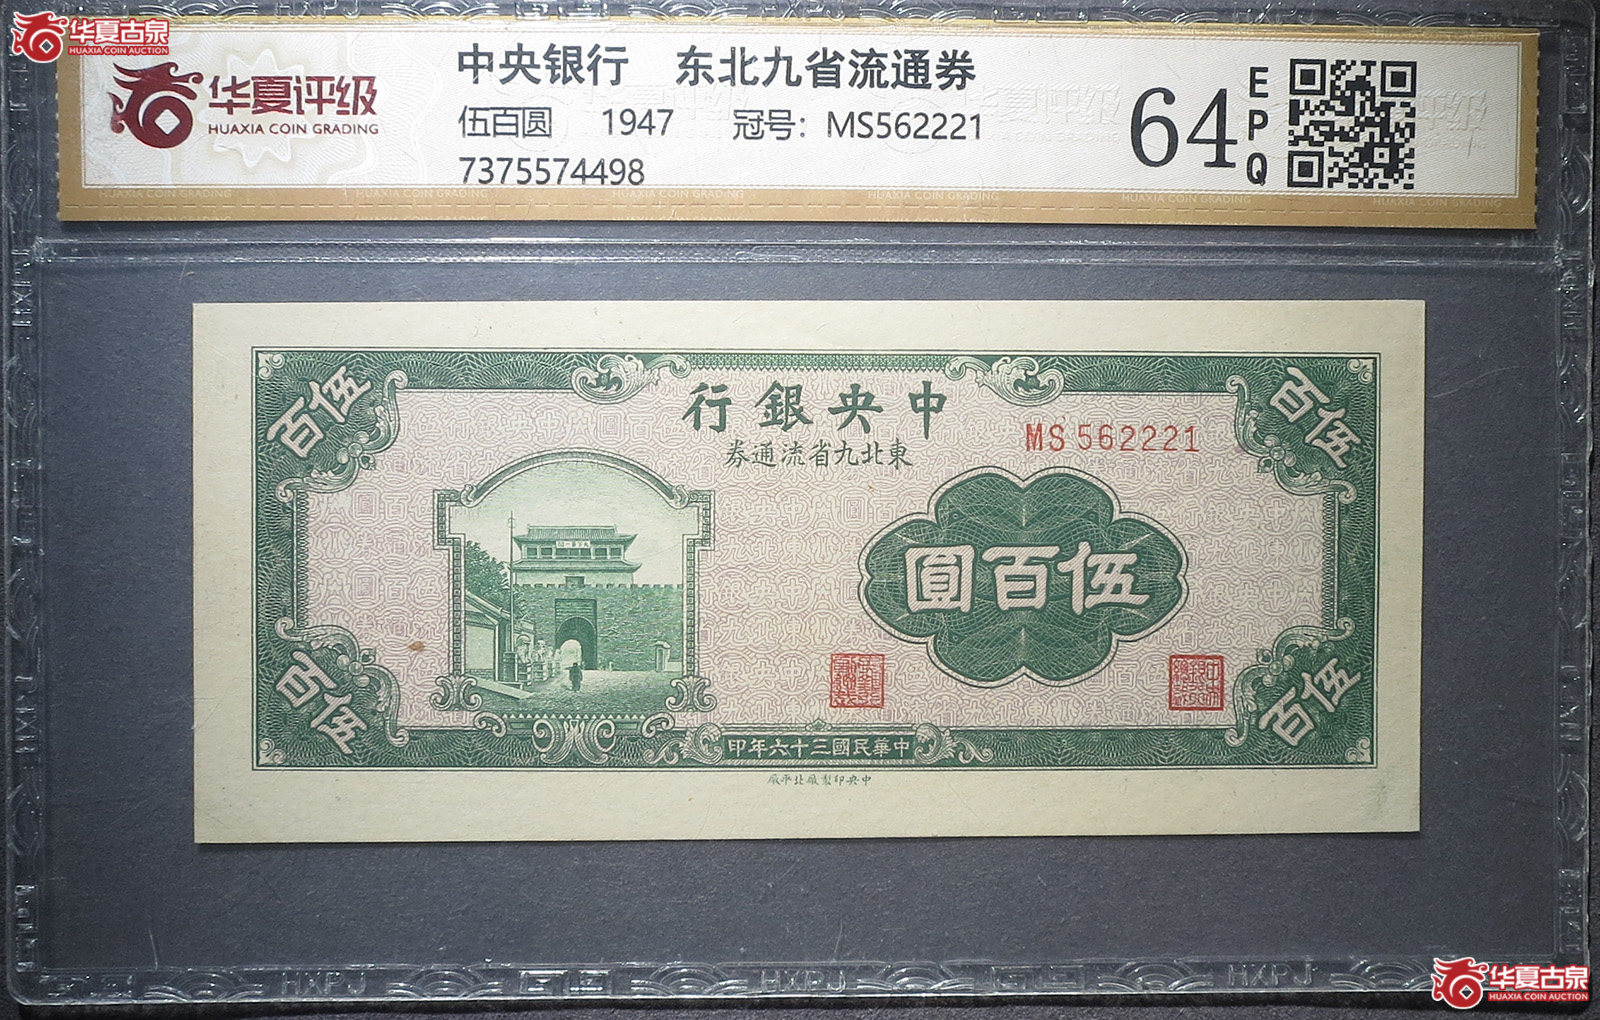 华夏古泉
HUAXIA COIN AUCTION
华夏评级
HUAXIA COIN GRADING
中央银行 东北九省流通券
伍百圆 1947 冠号：MS562221
7375574498
64
EPQ
中央銀行
東北九省流通券
MS 562221
伍百
伍百
伍百圓
伍百
伍百
中華民國三十六年印
中央印製廠北平廠
HXPJ
HXPJ
HXPJ
华夏古泉
HUAXIA COIN AUCTION